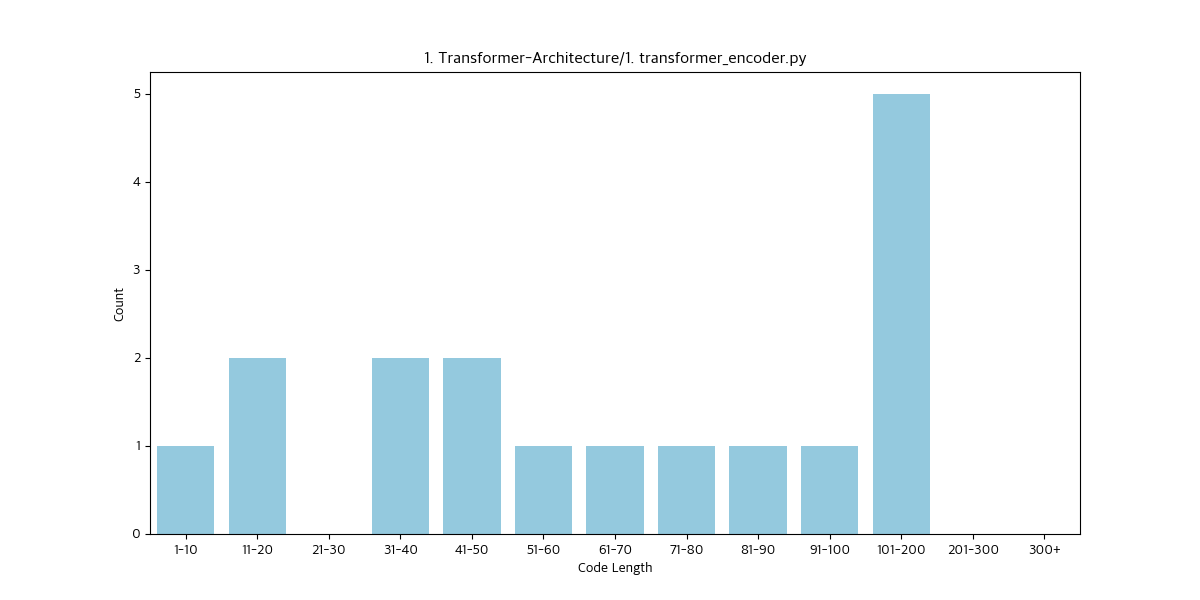 1. Transformer-Architecture/1. transformer_encoder.py
5
4
3
2
1
0
Count
1-10 11-20 21-30 31-40 41-50 51-60 61-70 71-80 81-90 91-100 101-200 201-300 300+
Code Length